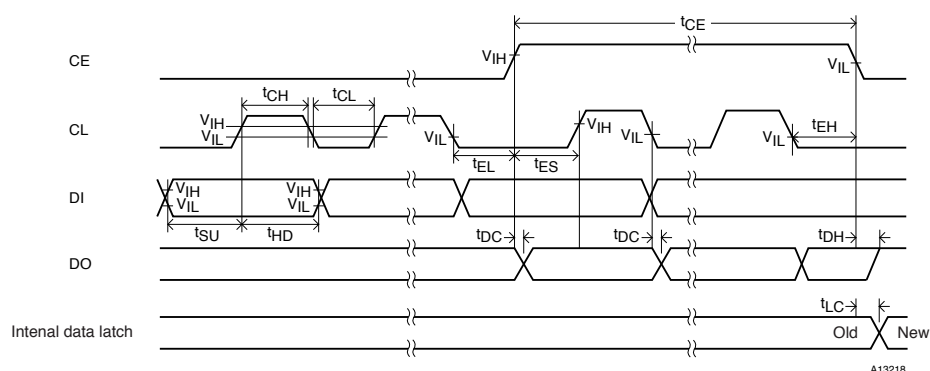 tCE
CE
VIH
VIL
tCH
tCL
CL
VIH
VIL
VIL
VIH
VIL
VIL
tEH
tEL
tES
DI
VIH
VIL
VIH
VIL
tSU
tHD
tDC
tDC
tDH
DO
tLC
Intenal data latch
Old
New
A13218